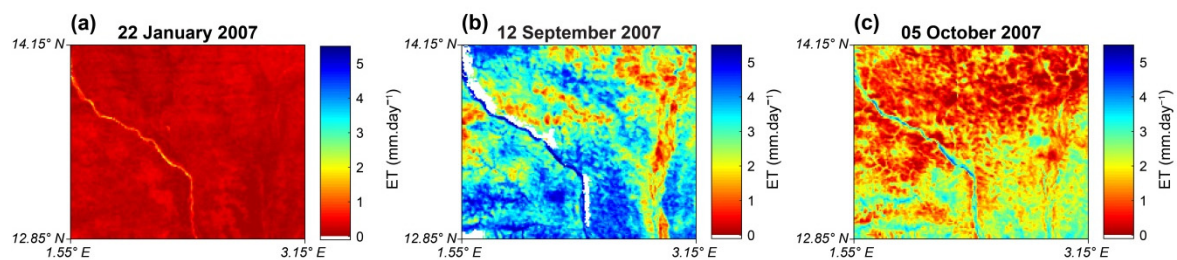 (a)
22 January 2007
14.15° N
12.85° N
1.55° E
3.15° E
5
4
3
2
1
0
ET (mm.day⁻¹)
(b)
12 September 2007
14.15° N
12.85° N
1.55° E
3.15° E
5
4
3
2
1
0
ET (mm.day⁻¹)
(c)
05 October 2007
14.15° N
12.85° N
1.55° E
3.15° E
5
4
3
2
1
0
ET (mm.day⁻¹)